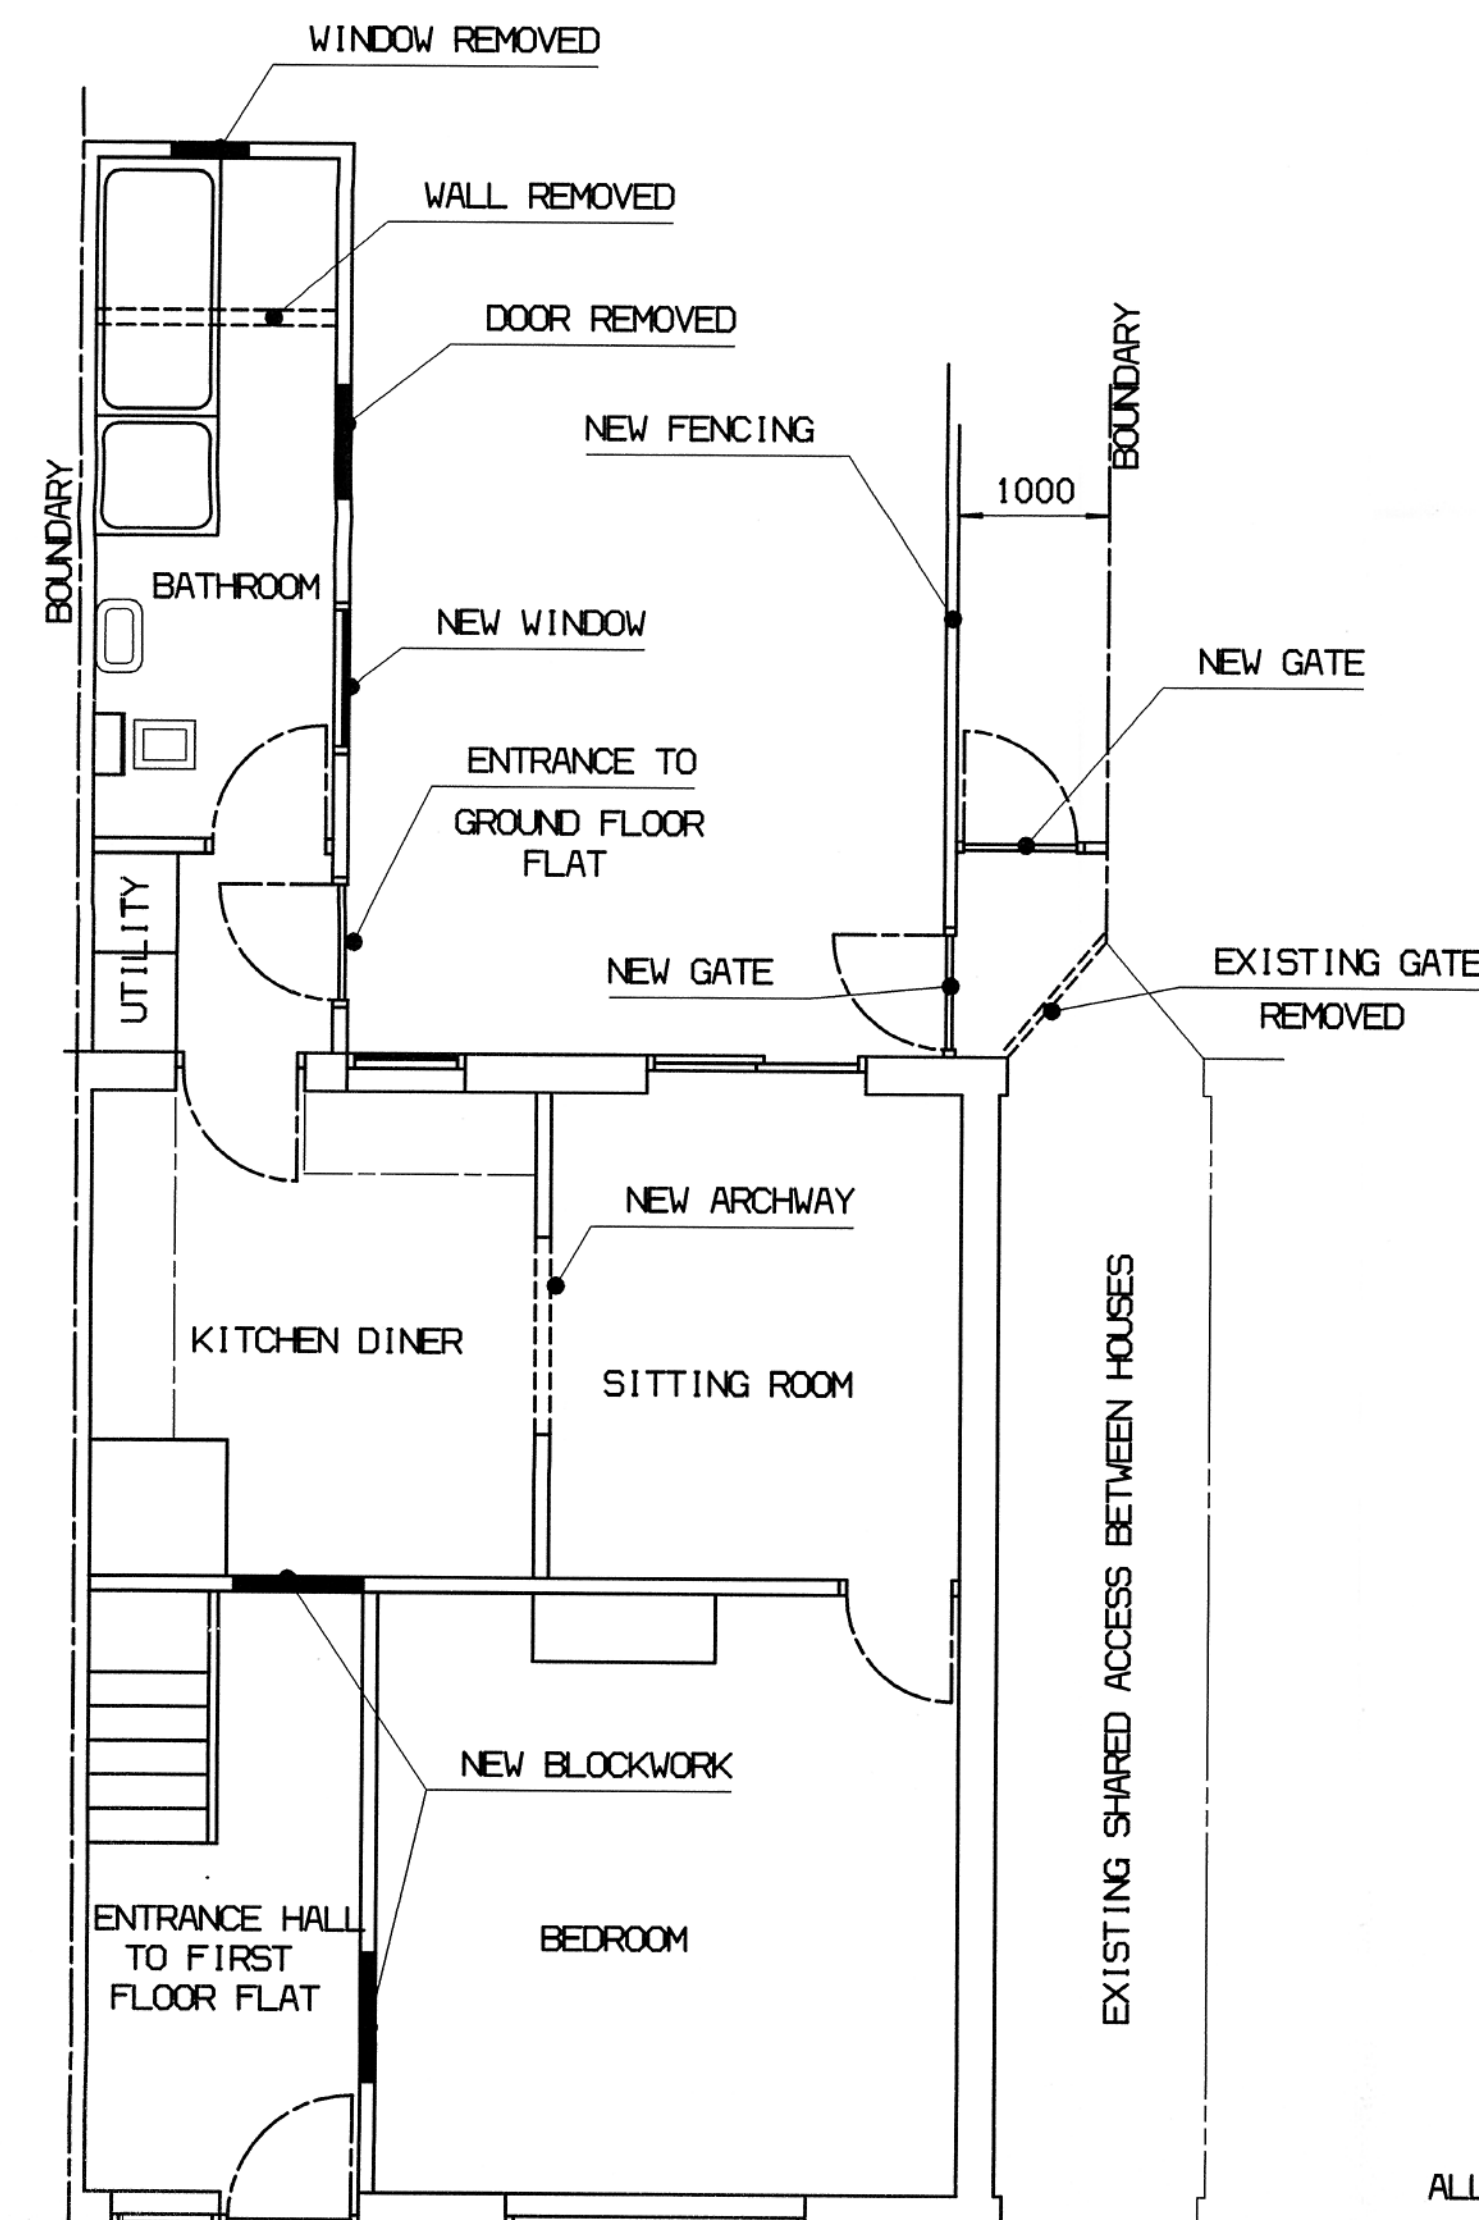 WINDOW REMOVED
WALL REMOVED
DOOR REMOVED
BOUNDARY
NEW FENCING
1000
BOUNDARY
BATHROOM
NEW WINDOW
NEW GATE
ENTRANCE TO
GROUND FLOOR
FLAT
UTILITY
NEW GATE
EXISTING GATE
REMOVED
NEW ARCHWAY
KITCHEN DINER
SITTING ROOM
EXISTING SHARED ACCESS BETWEEN HOUSES
NEW BLOCKWORK
ENTRANCE HALL
TO FIRST
FLOOR FLAT
BEDROOM
ALL